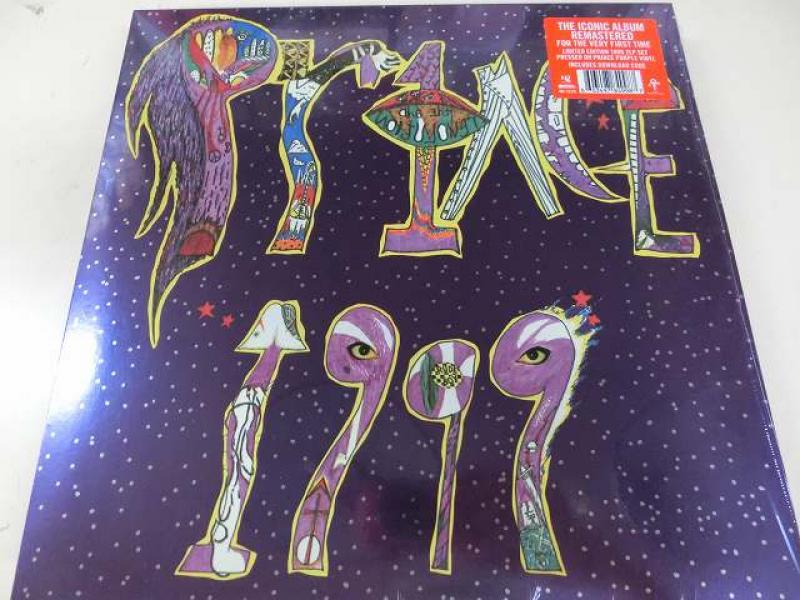 PRINCE
THE ICONIC ALBUM
REMASTERED
FOR THE VERY FIRST TIME
LIMITED EDITION 180G 2LP SET
PRESSED ON PRINCE PURPLE VINYL
INCLUDES DOWNLOAD CODE
1999